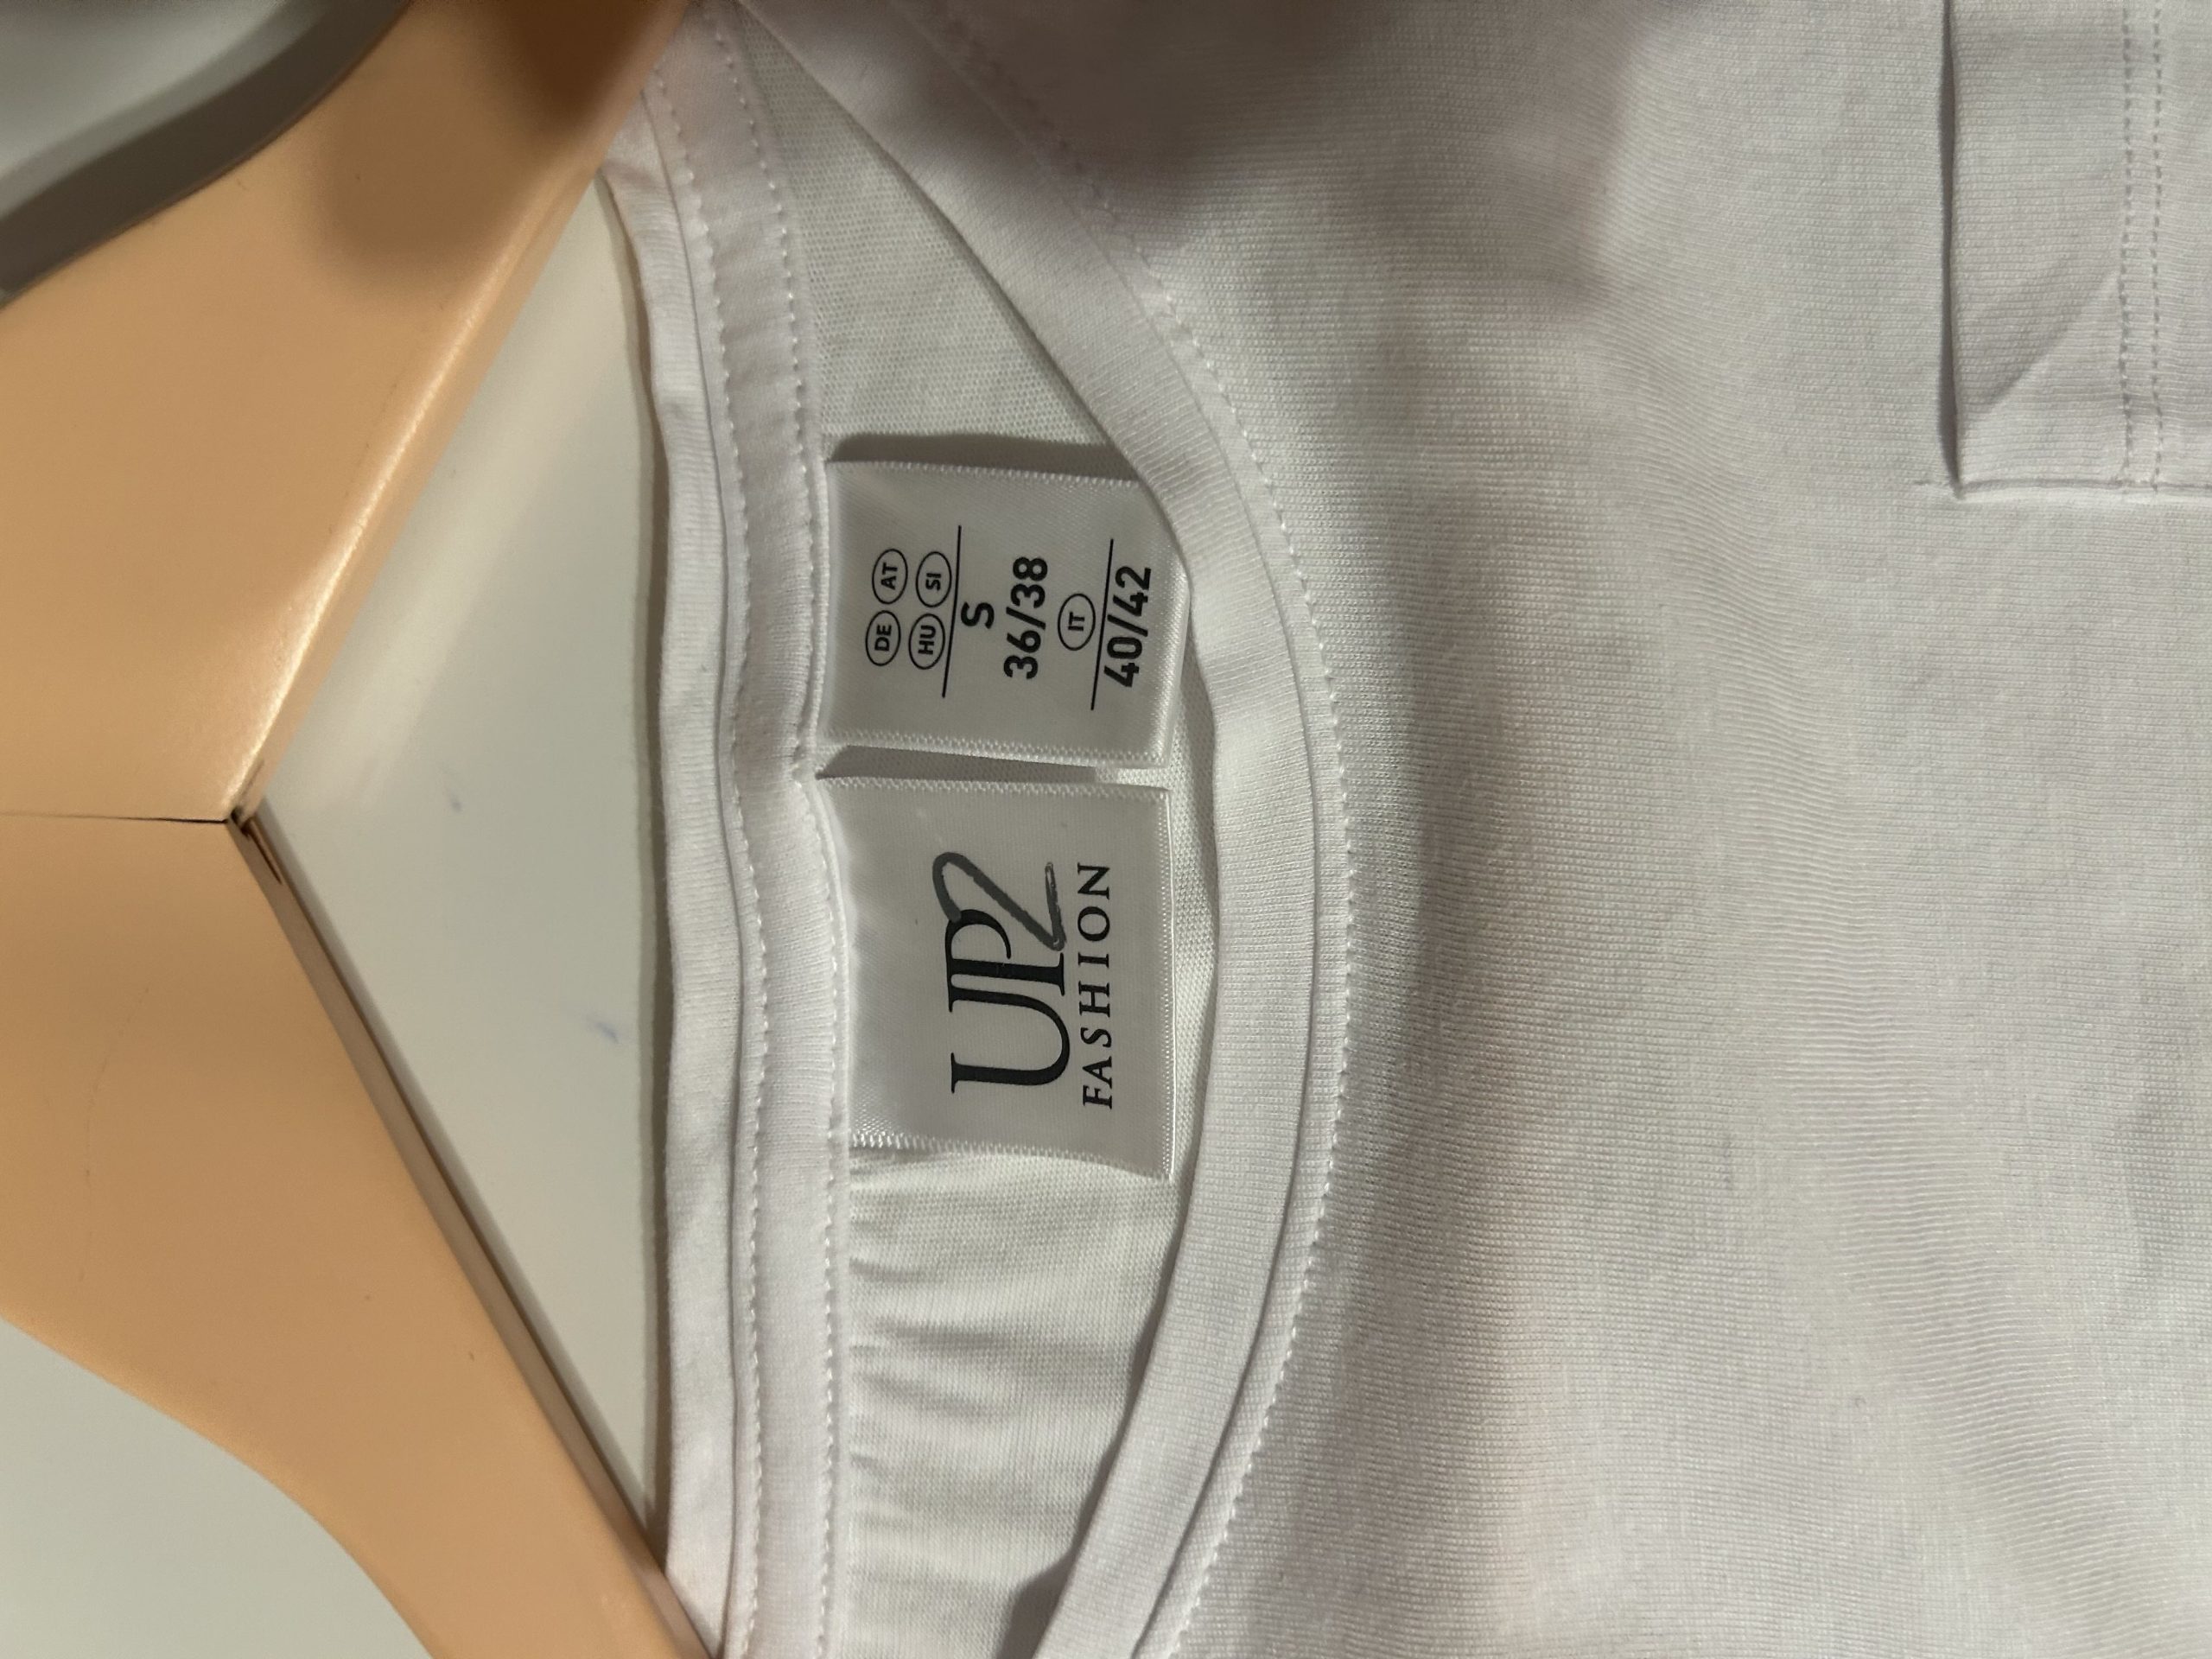 UP2
FASHION
DE AT
HU SI
S
36/38
IT
40/42